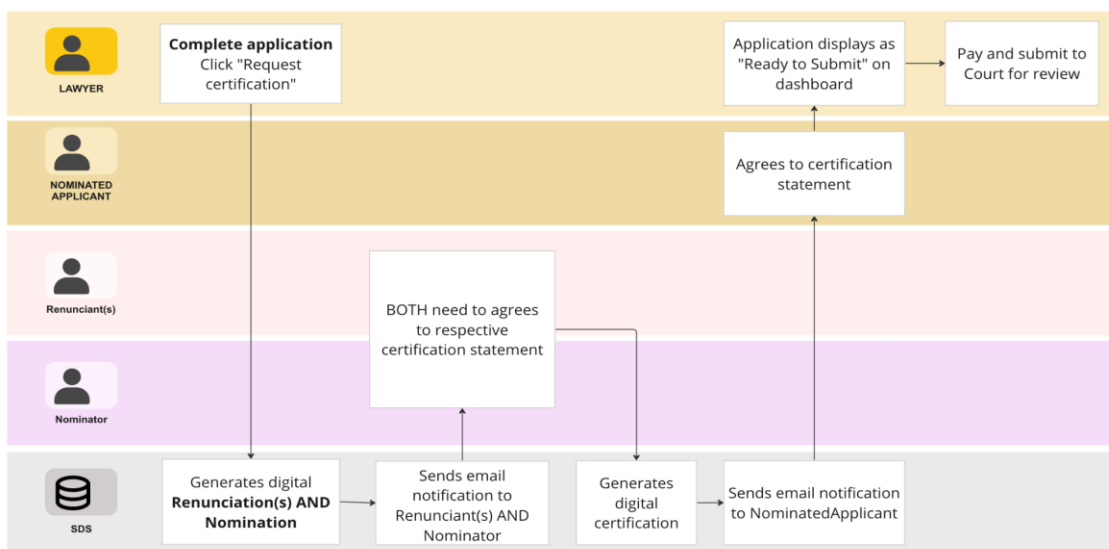 LAWYER
Complete application
Click "Request
certification"
Application displays as
"Ready to Submit" on
dashboard
Pay and submit to
Court for review
NOMINATED
APPLICANT
Agrees to certification
statement
Renunciant(s)
BOTH need to agrees
to respective
certification statement
Nominator
SDS
Generates digital
Renunciation(s) AND
Nomination
Sends email
notification to
Renunciant(s) AND
Nominator
Generates
digital
certification
Sends email notification
to NominatedApplicant